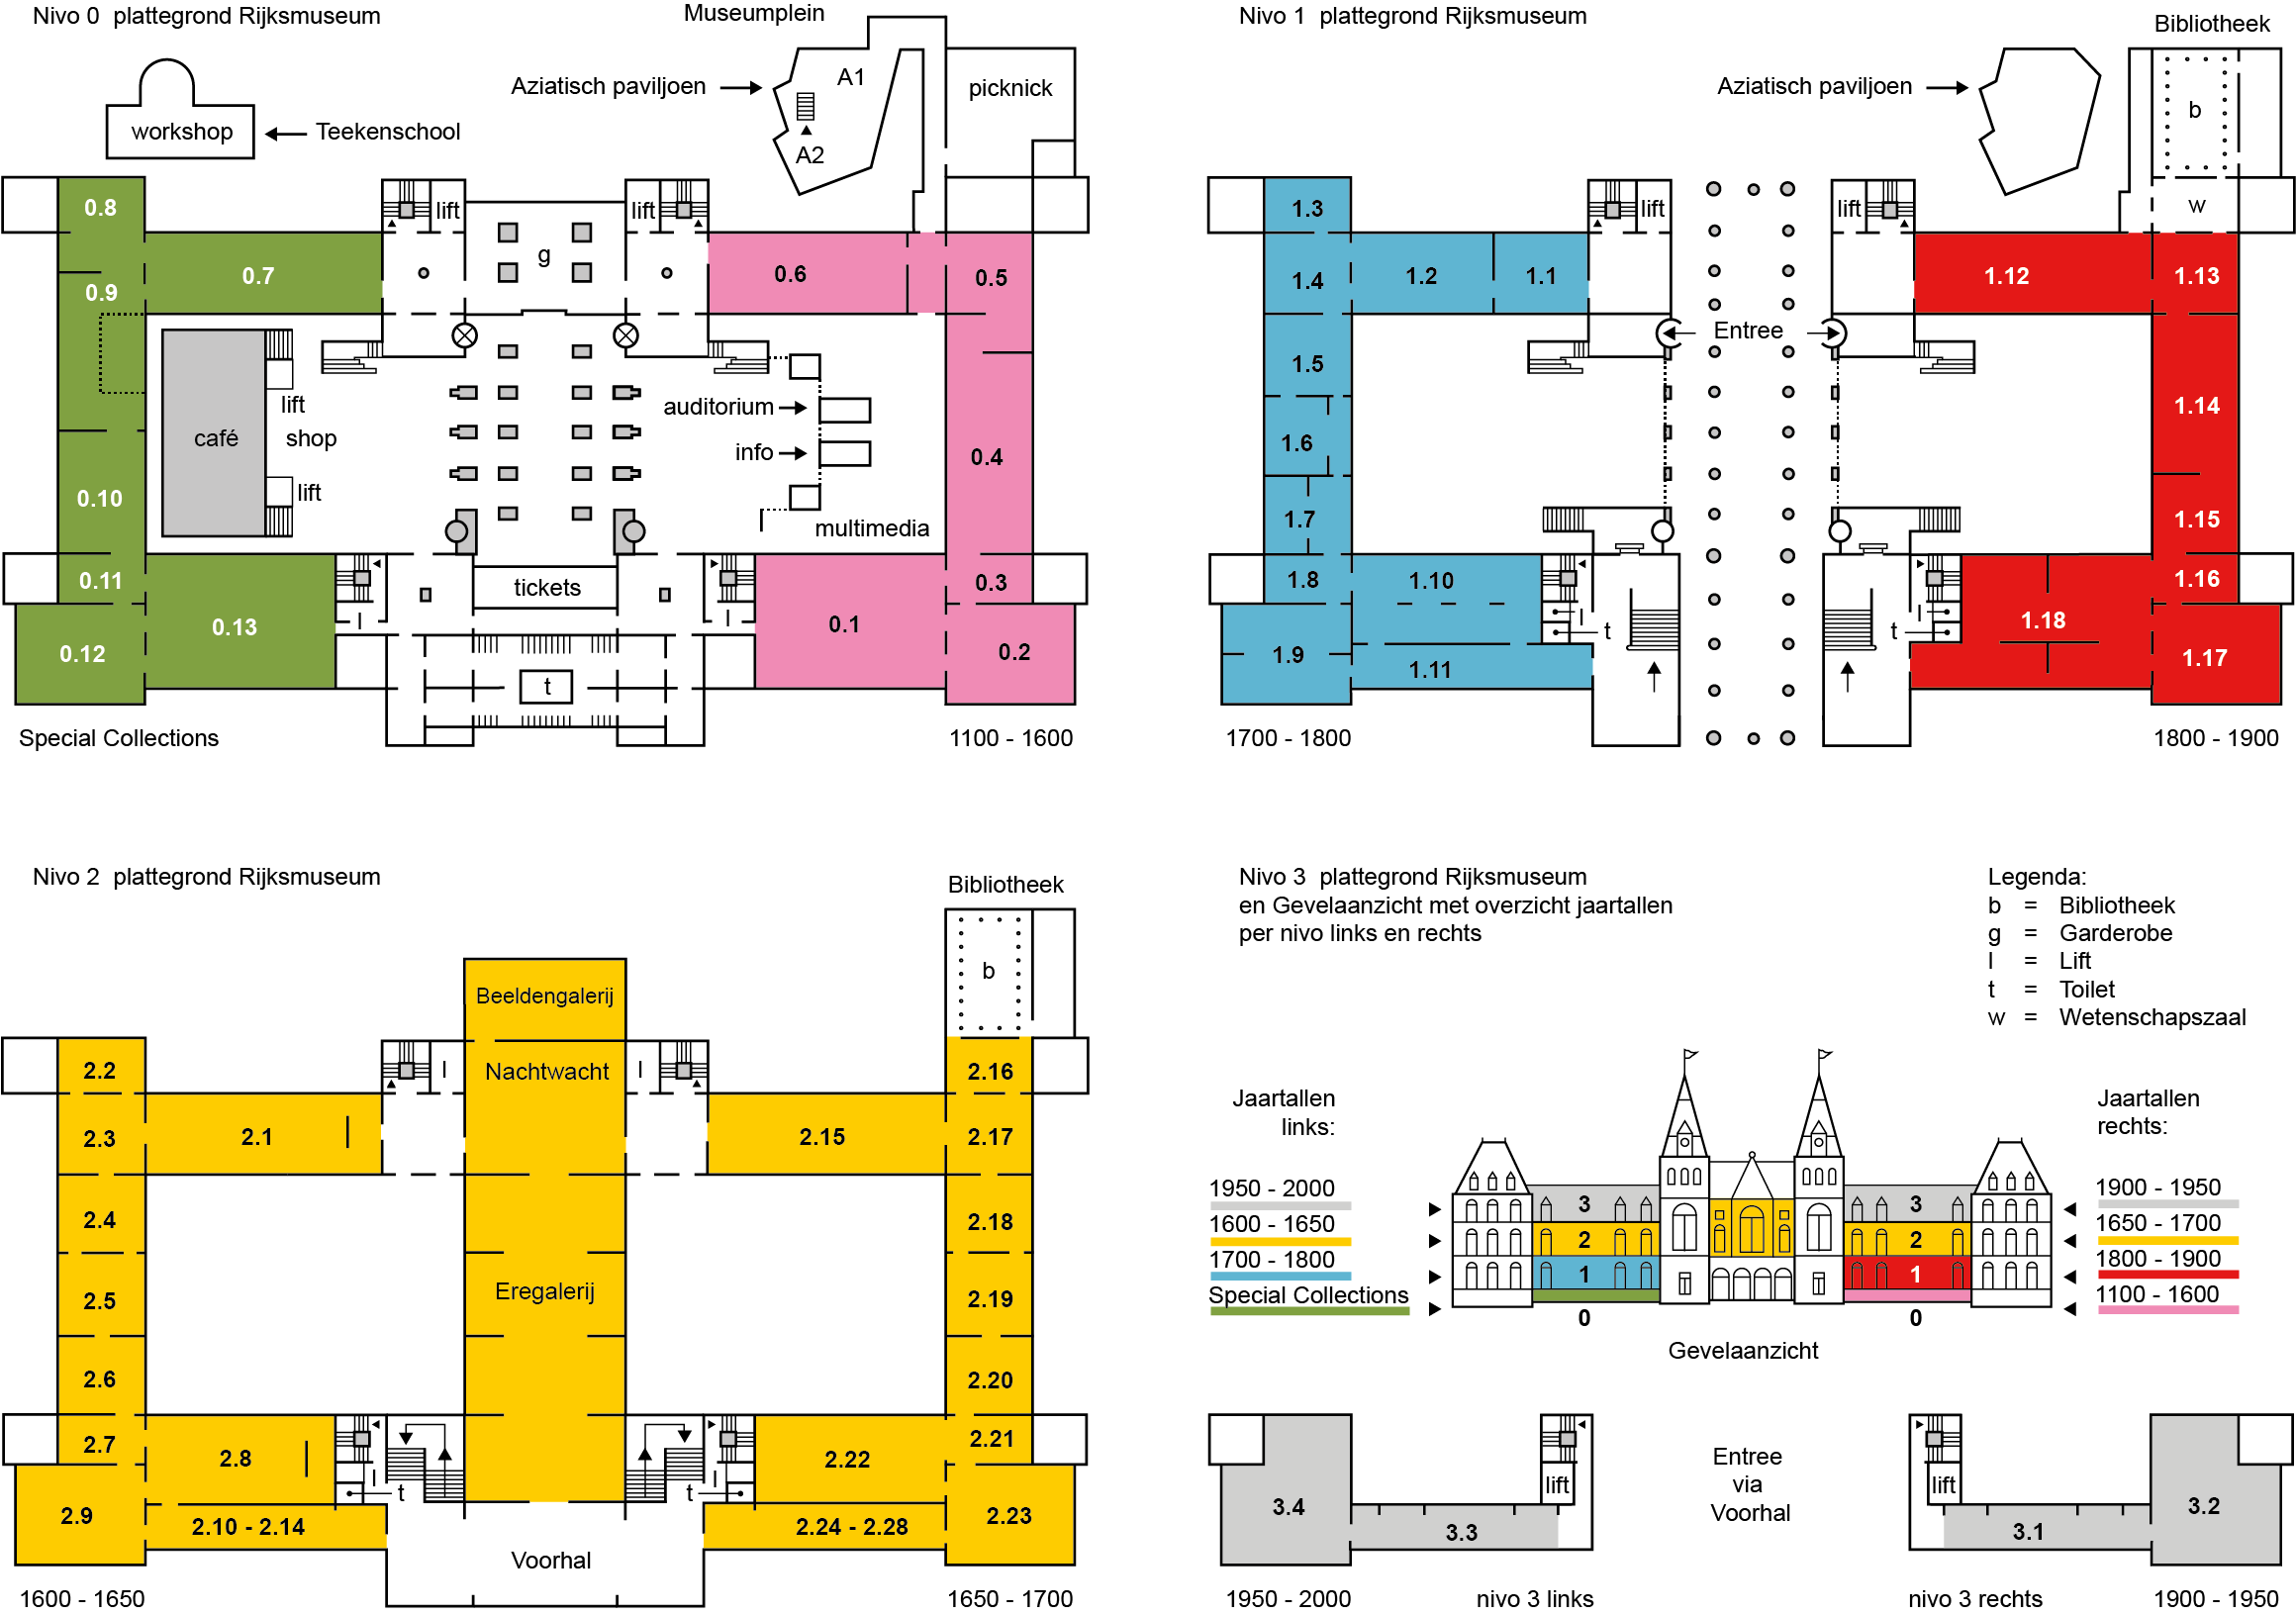 Nivo 0 plattegrond Rijksmuseum
Museumplein
Aziatisch paviljoen
A1
A2
picknick
workshop
Teekenschool
0.8
lift
lift
g
0.7
0.9
0.6
0.5
café
lift
shop
lift
auditorium
info
multimedia
0.4
0.10
0.11
0.13
0.12
l
tickets
l
t
0.1
0.3
0.2
Special Collections
1100 - 1600
Nivo 1 plattegrond Rijksmuseum
Bibliotheek
Aziatisch paviljoen
b
w
1.3
lift
lift
1.4
1.2
1.1
1.12
1.13
Entree
1.5
1.6
1.7
1.14
1.15
1.8
1.10
1.9
1.11
l
t
l
t
1.18
1.16
1.17
1700 - 1800
1800 - 1900
Nivo 2 plattegrond Rijksmuseum
Bibliotheek
b
Beeldengalerij
Nachtwacht
l
l
2.2
2.3
2.1
2.15
2.16
2.17
2.4
2.5
2.6
Eregalerij
2.18
2.19
2.20
2.7
2.8
2.9
2.10 - 2.14
l
t
l
t
2.22
2.21
2.23
2.24 - 2.28
Voorhal
1600 - 1650
1650 - 1700
Nivo 3 plattegrond Rijksmuseum
en Gevelaanzicht met overzicht jaartallen
per nivo links en rechts
Legenda:
b = Bibliotheek
g = Garderobe
l = Lift
t = Toilet
w = Wetenschapszaal
Jaartallen
links:
1950 - 2000
1600 - 1650
1700 - 1800
Special Collections
3
2
1
0
3
2
1
0
Gevelaanzicht
Jaartallen
rechts:
1900 - 1950
1650 - 1700
1800 - 1900
1100 - 1600
3.4
3.3
lift
Entree
via
Voorhal
lift
3.1
3.2
1950 - 2000
nivo 3 links
nivo 3 rechts
1900 - 1950